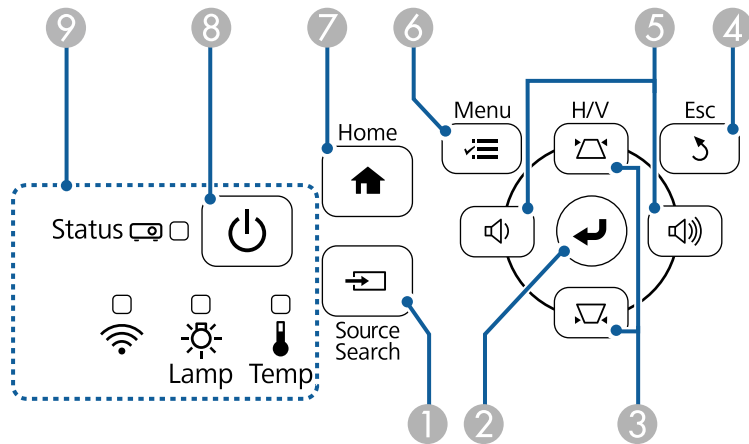 9 8 7 6 5 4
Menu H/V Esc
Home
Status
Source
Search
Lamp Temp
1 2 3